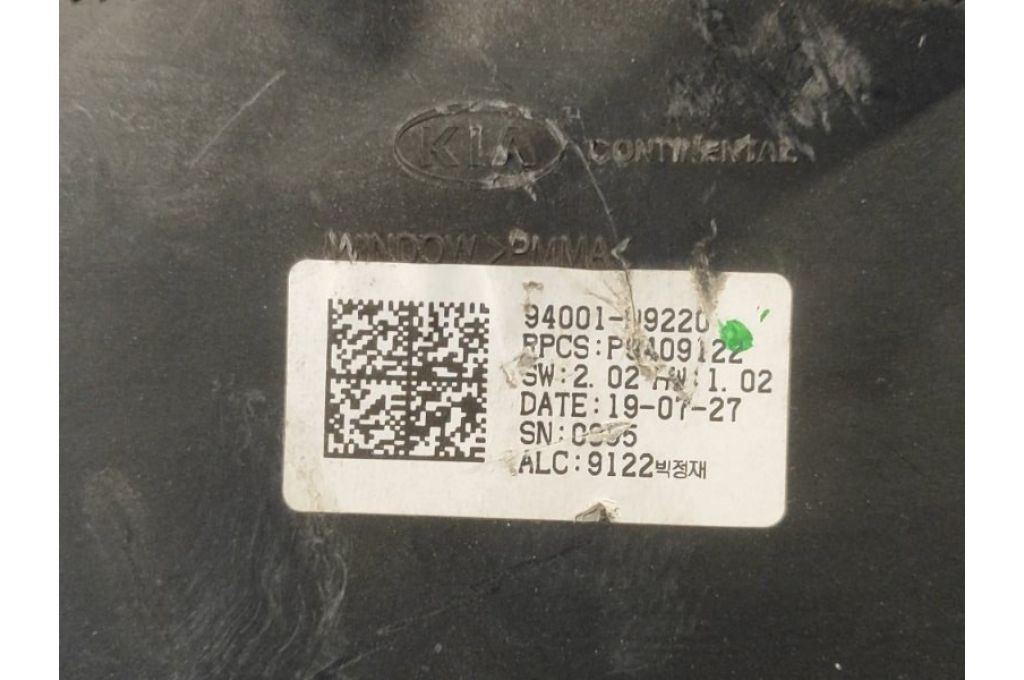 KIA CONTINENTAL
WINDOW >PMMA<
SW:2.02 HW:1.02
DATE:19-07-27
SN:
ALC:9122빅정재